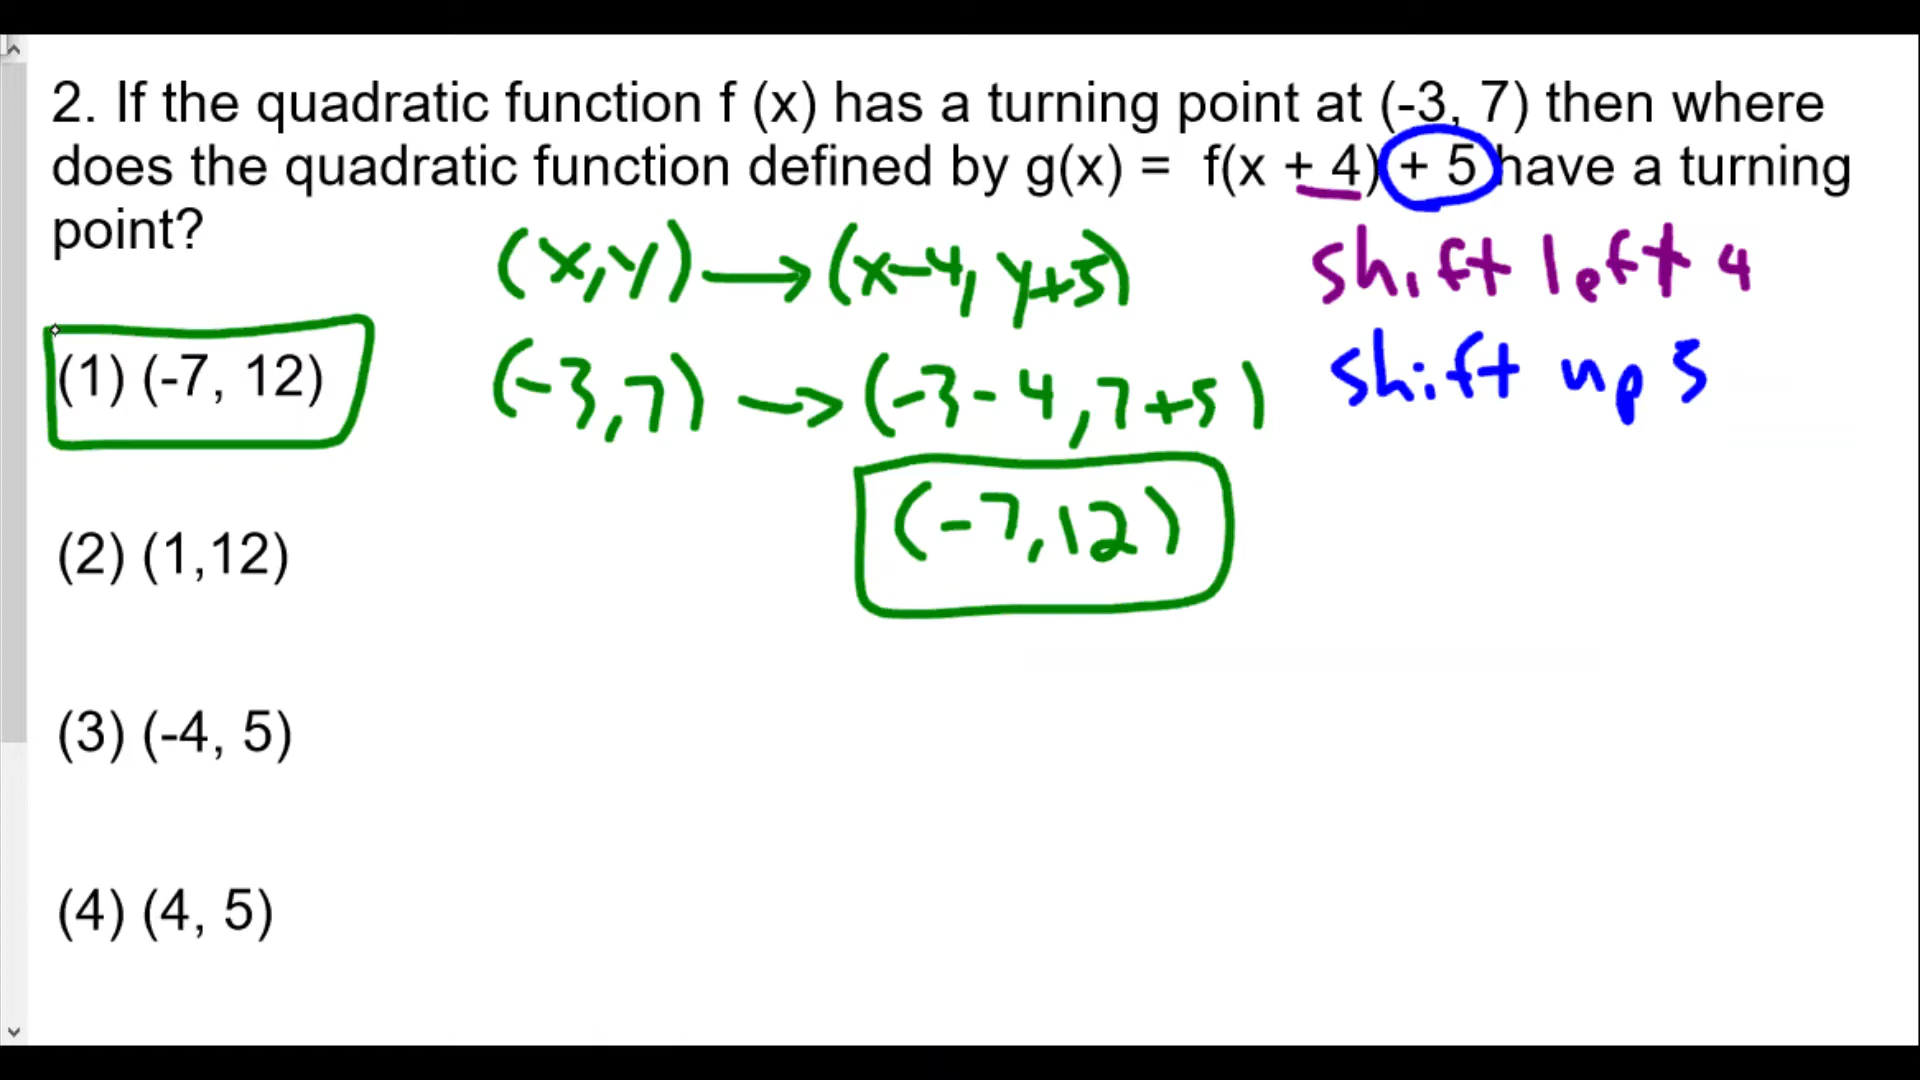 2. If the quadratic function f (x) has a turning point at (-3, 7) then where
does the quadratic function defined by g(x) = f(x + 4) + 5 have a turning
point?
(x,y) → (x-4, y+5)
shift left 4
(1) (-7, 12)
(-3,7) → (-3-4,7+5)
shift up 5
(-7,12)
(2) (1,12)
(3) (-4, 5)
(4) (4, 5)